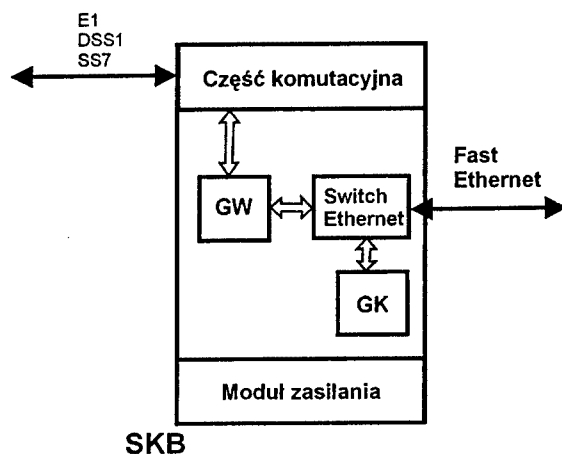 E1
DSS1
SS7
Część komutacyjna
Fast
Ethernet
GW
Switch
Ethernet
GK
Moduł zasilania
SKB